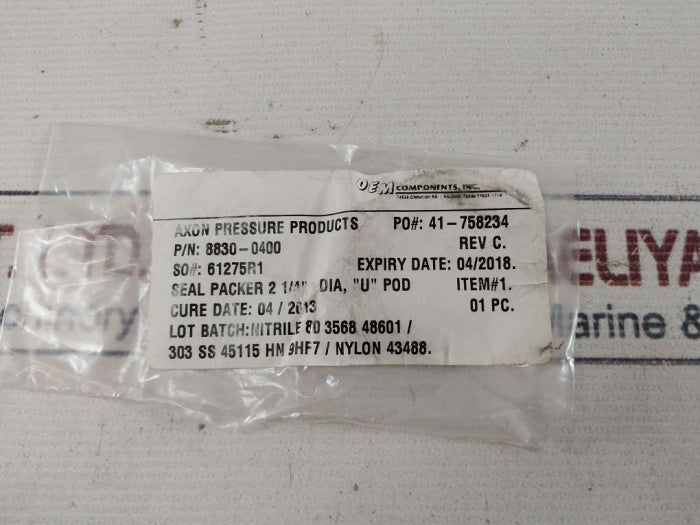 OEM COMPONENTS, INC.
AXON PRESSURE PRODUCTS PO#: 41-758234
P/N: 8830-0400 REV C.
SO#: 61275R1 EXPIRY DATE: 04/2018.
SEAL PACKER 2 1/4" DIA, "U" POD ITEM#1.
CURE DATE: 04 / 2013 01 PC.
LOT BATCH:NITRILE 80 3568 48601 /
303 SS 45115 HN 9HF7 / NYLON 43488.
ELIYA
Marine &